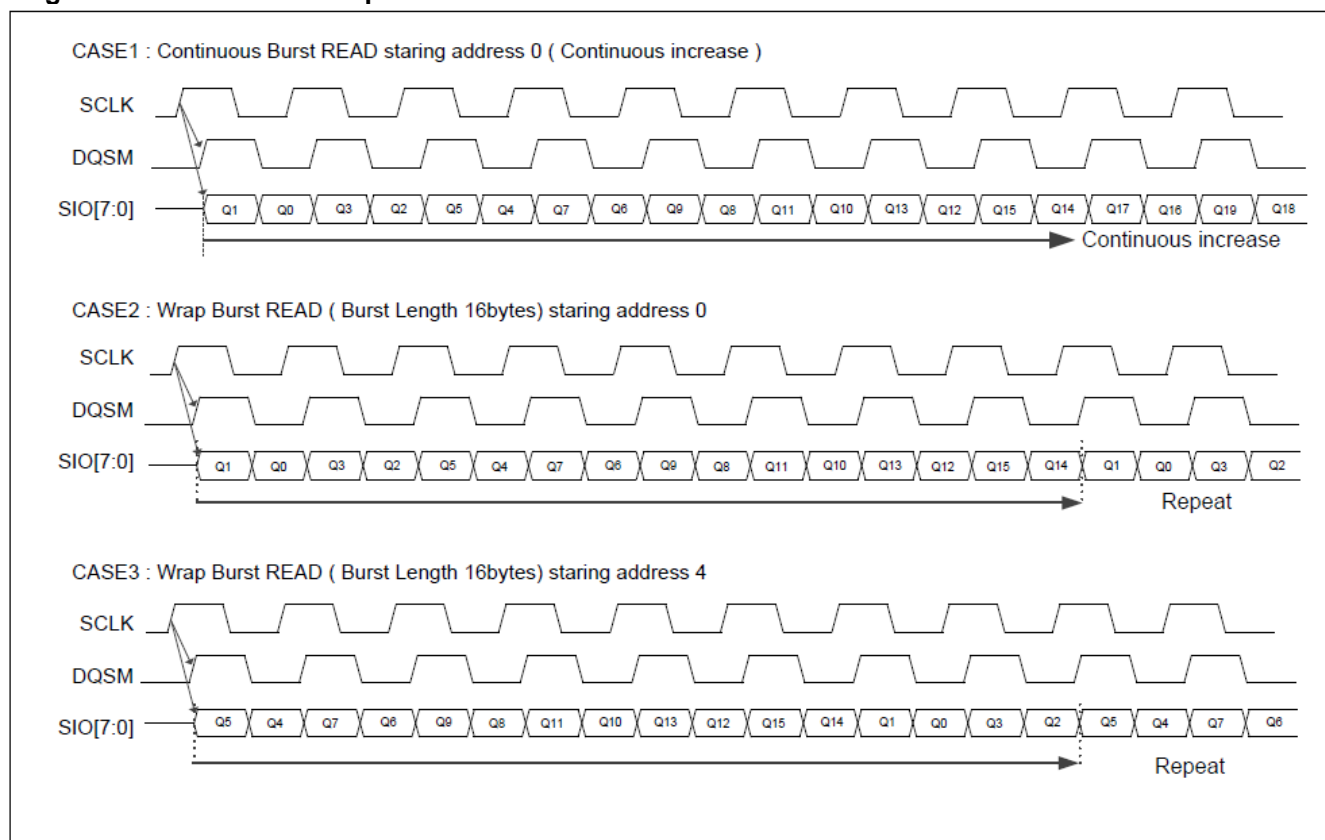 CASE1 : Continuous Burst READ staring address 0 ( Continuous increase )
SCLK
DQSM
SIO[7:0] Q1 Q0 Q3 Q2 Q5 Q4 Q7 Q6 Q9 Q8 Q11 Q10 Q13 Q12 Q15 Q14 Q17 Q16 Q19 Q18
Continuous increase
CASE2 : Wrap Burst READ ( Burst Length 16bytes) staring address 0
SCLK
DQSM
SIO[7:0] Q1 Q0 Q3 Q2 Q5 Q4 Q7 Q6 Q9 Q8 Q11 Q10 Q13 Q12 Q15 Q14 Q1 Q0 Q3 Q2
Repeat
CASE3 : Wrap Burst READ ( Burst Length 16bytes) staring address 4
SCLK
DQSM
SIO[7:0] Q5 Q4 Q7 Q6 Q9 Q8 Q11 Q10 Q13 Q12 Q15 Q14 Q1 Q0 Q3 Q2 Q5 Q4 Q7 Q6
Repeat